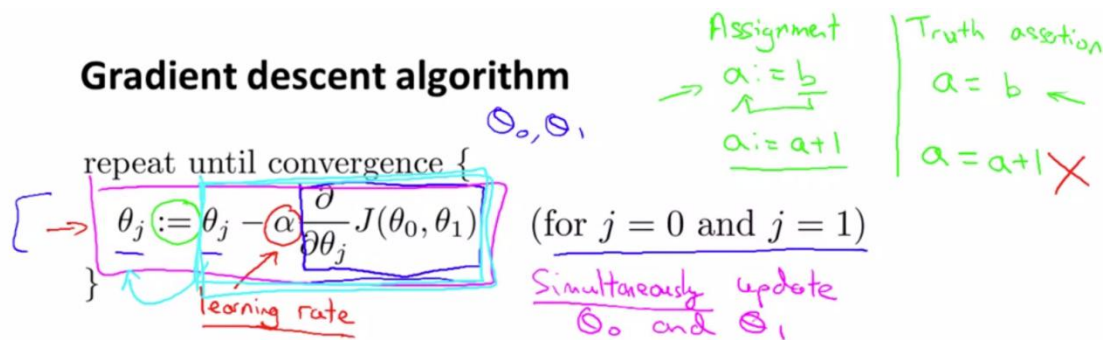 Gradient descent algorithm
θ₀, θ₁
repeat until convergence {
θⱼ := θⱼ − α ∂/∂θⱼ J(θ₀, θ₁)
(for j = 0 and j = 1)
}
learning rate
Simultaneously update
θ₀ and θ₁
Assignment
a := b
a := a+1
Truth assotion
a = b
a = a+1